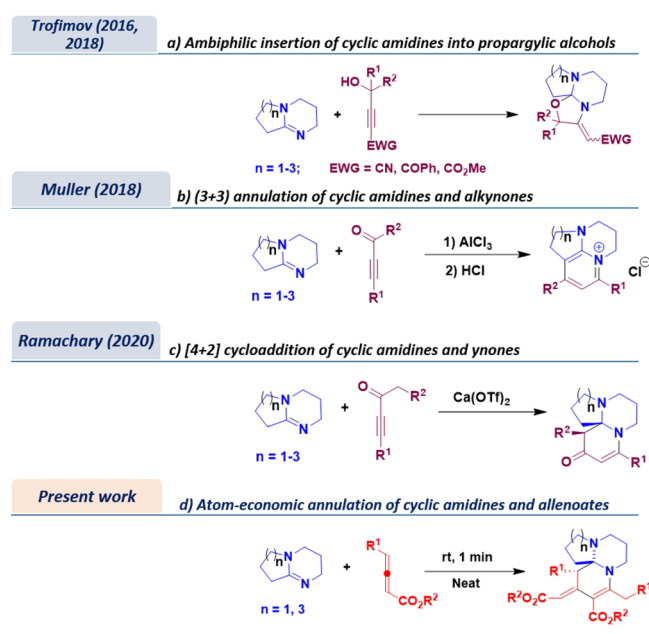 Trofimov (2016,
2018)
a) Ambiphilic insertion of cyclic amidines into propargylic alcohols
( )n N N + HO R1 R2 EWG
N O N R2 R1 EWG ( )n
n = 1-3; EWG = CN, COPh, CO2Me
Muller (2018)
b) (3+3) annulation of cyclic amidines and alkynones
( )n N N + O R2 R1
1) AlCl3
2) HCl
( )n N N + R2 R1 Cl⊖
n = 1-3
Ramachary (2020)
c) [4+2] cycloaddition of cyclic amidines and ynones
( )n N N + O R2 R1
Ca(OTf)2
( )n N N R2 O R1
n = 1-3
Present work
d) Atom-economic annulation of cyclic amidines and allenoates
( )n N N + R1 CO2R2
rt, 1 min
Neat
( )n N N R1 R1 R2O2C CO2R2
n = 1, 3